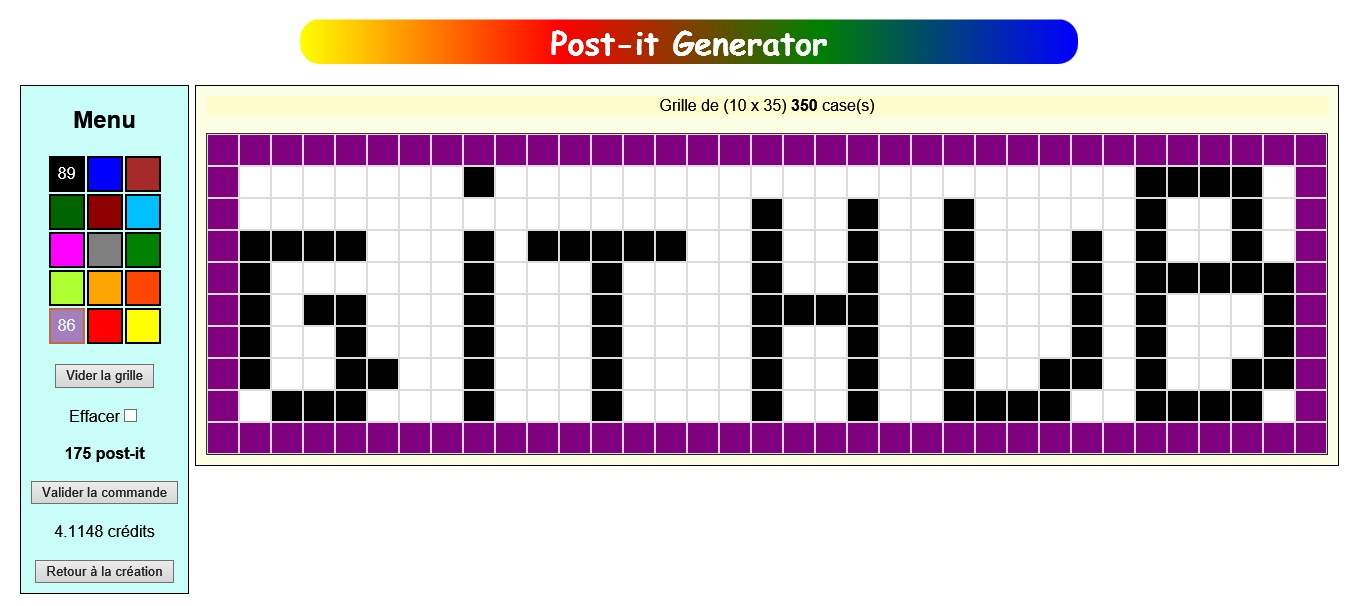 Post-it Generator
Menu
89
86
Vider la grille
Effacer
175 post-it
Valider la commande
4.1148 crédits
Retour à la création
Grille de (10 x 35) 350 case(s)
GiTHUB